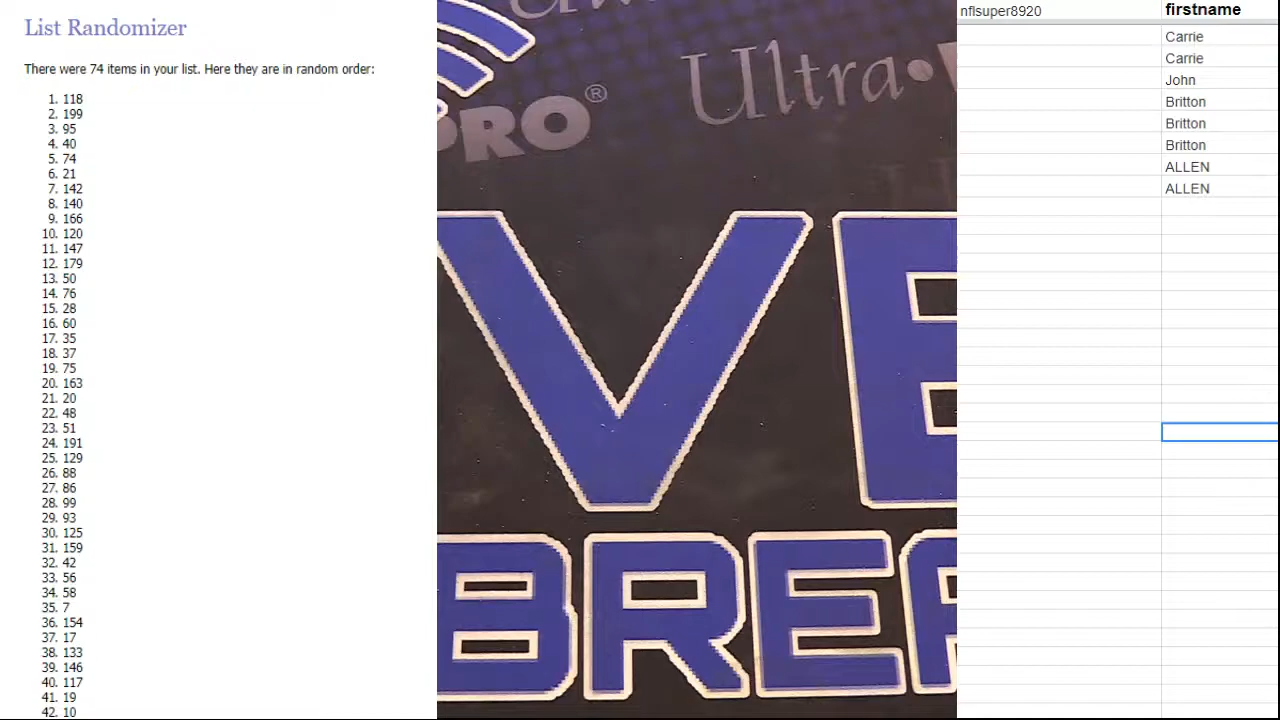 List Randomizer
There were 74 items in your list. Here they are in random order:
1. 118
2. 199
3. 95
4. 40
5. 74
6. 21
7. 142
8. 140
9. 166
10. 120
11. 147
12. 179
13. 50
14. 76
15. 28
16. 60
17. 35
18. 37
19. 75
20. 163
21. 20
22. 48
23. 51
24. 191
25. 129
26. 88
27. 86
28. 99
29. 93
30. 125
31. 159
32. 42
33. 56
34. 58
35. 7
36. 154
37. 17
38. 133
39. 146
40. 117
41. 19
42. 10
Ultra•
PRO®
VE
BREA
nflsuper8920 firstname
Carrie
Carrie
John
Britton
Britton
Britton
ALLEN
ALLEN